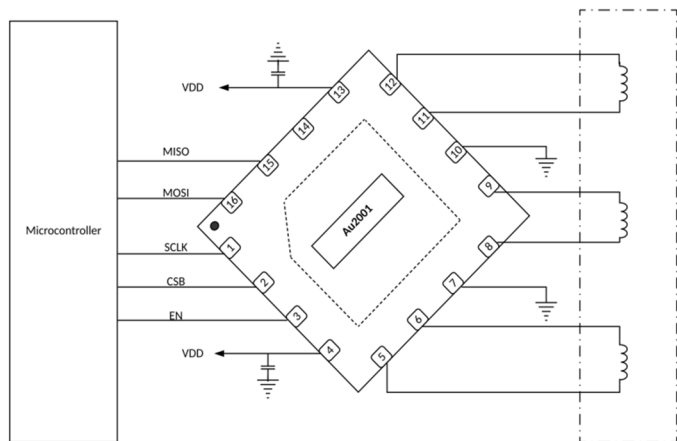 VDD
12
13
11
14
10
MISO
15
9
MOSI
16
Au2001
Microcontroller
SCLK
1
8
CSB
2
7
EN
3
6
VDD
4
5